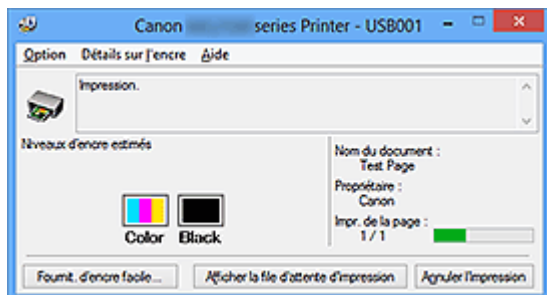 Canon series Printer - USB001
Option Détails sur l'encre Aide
Impression.
Niveaux d'encre estimés
Nom du document :
Test Page
Propriétaire :
Canon
Impr. de la page :
1 / 1
Color Black
Fournit. d'encre facile... Afficher la file d'attente d'impression Annuler l'impression